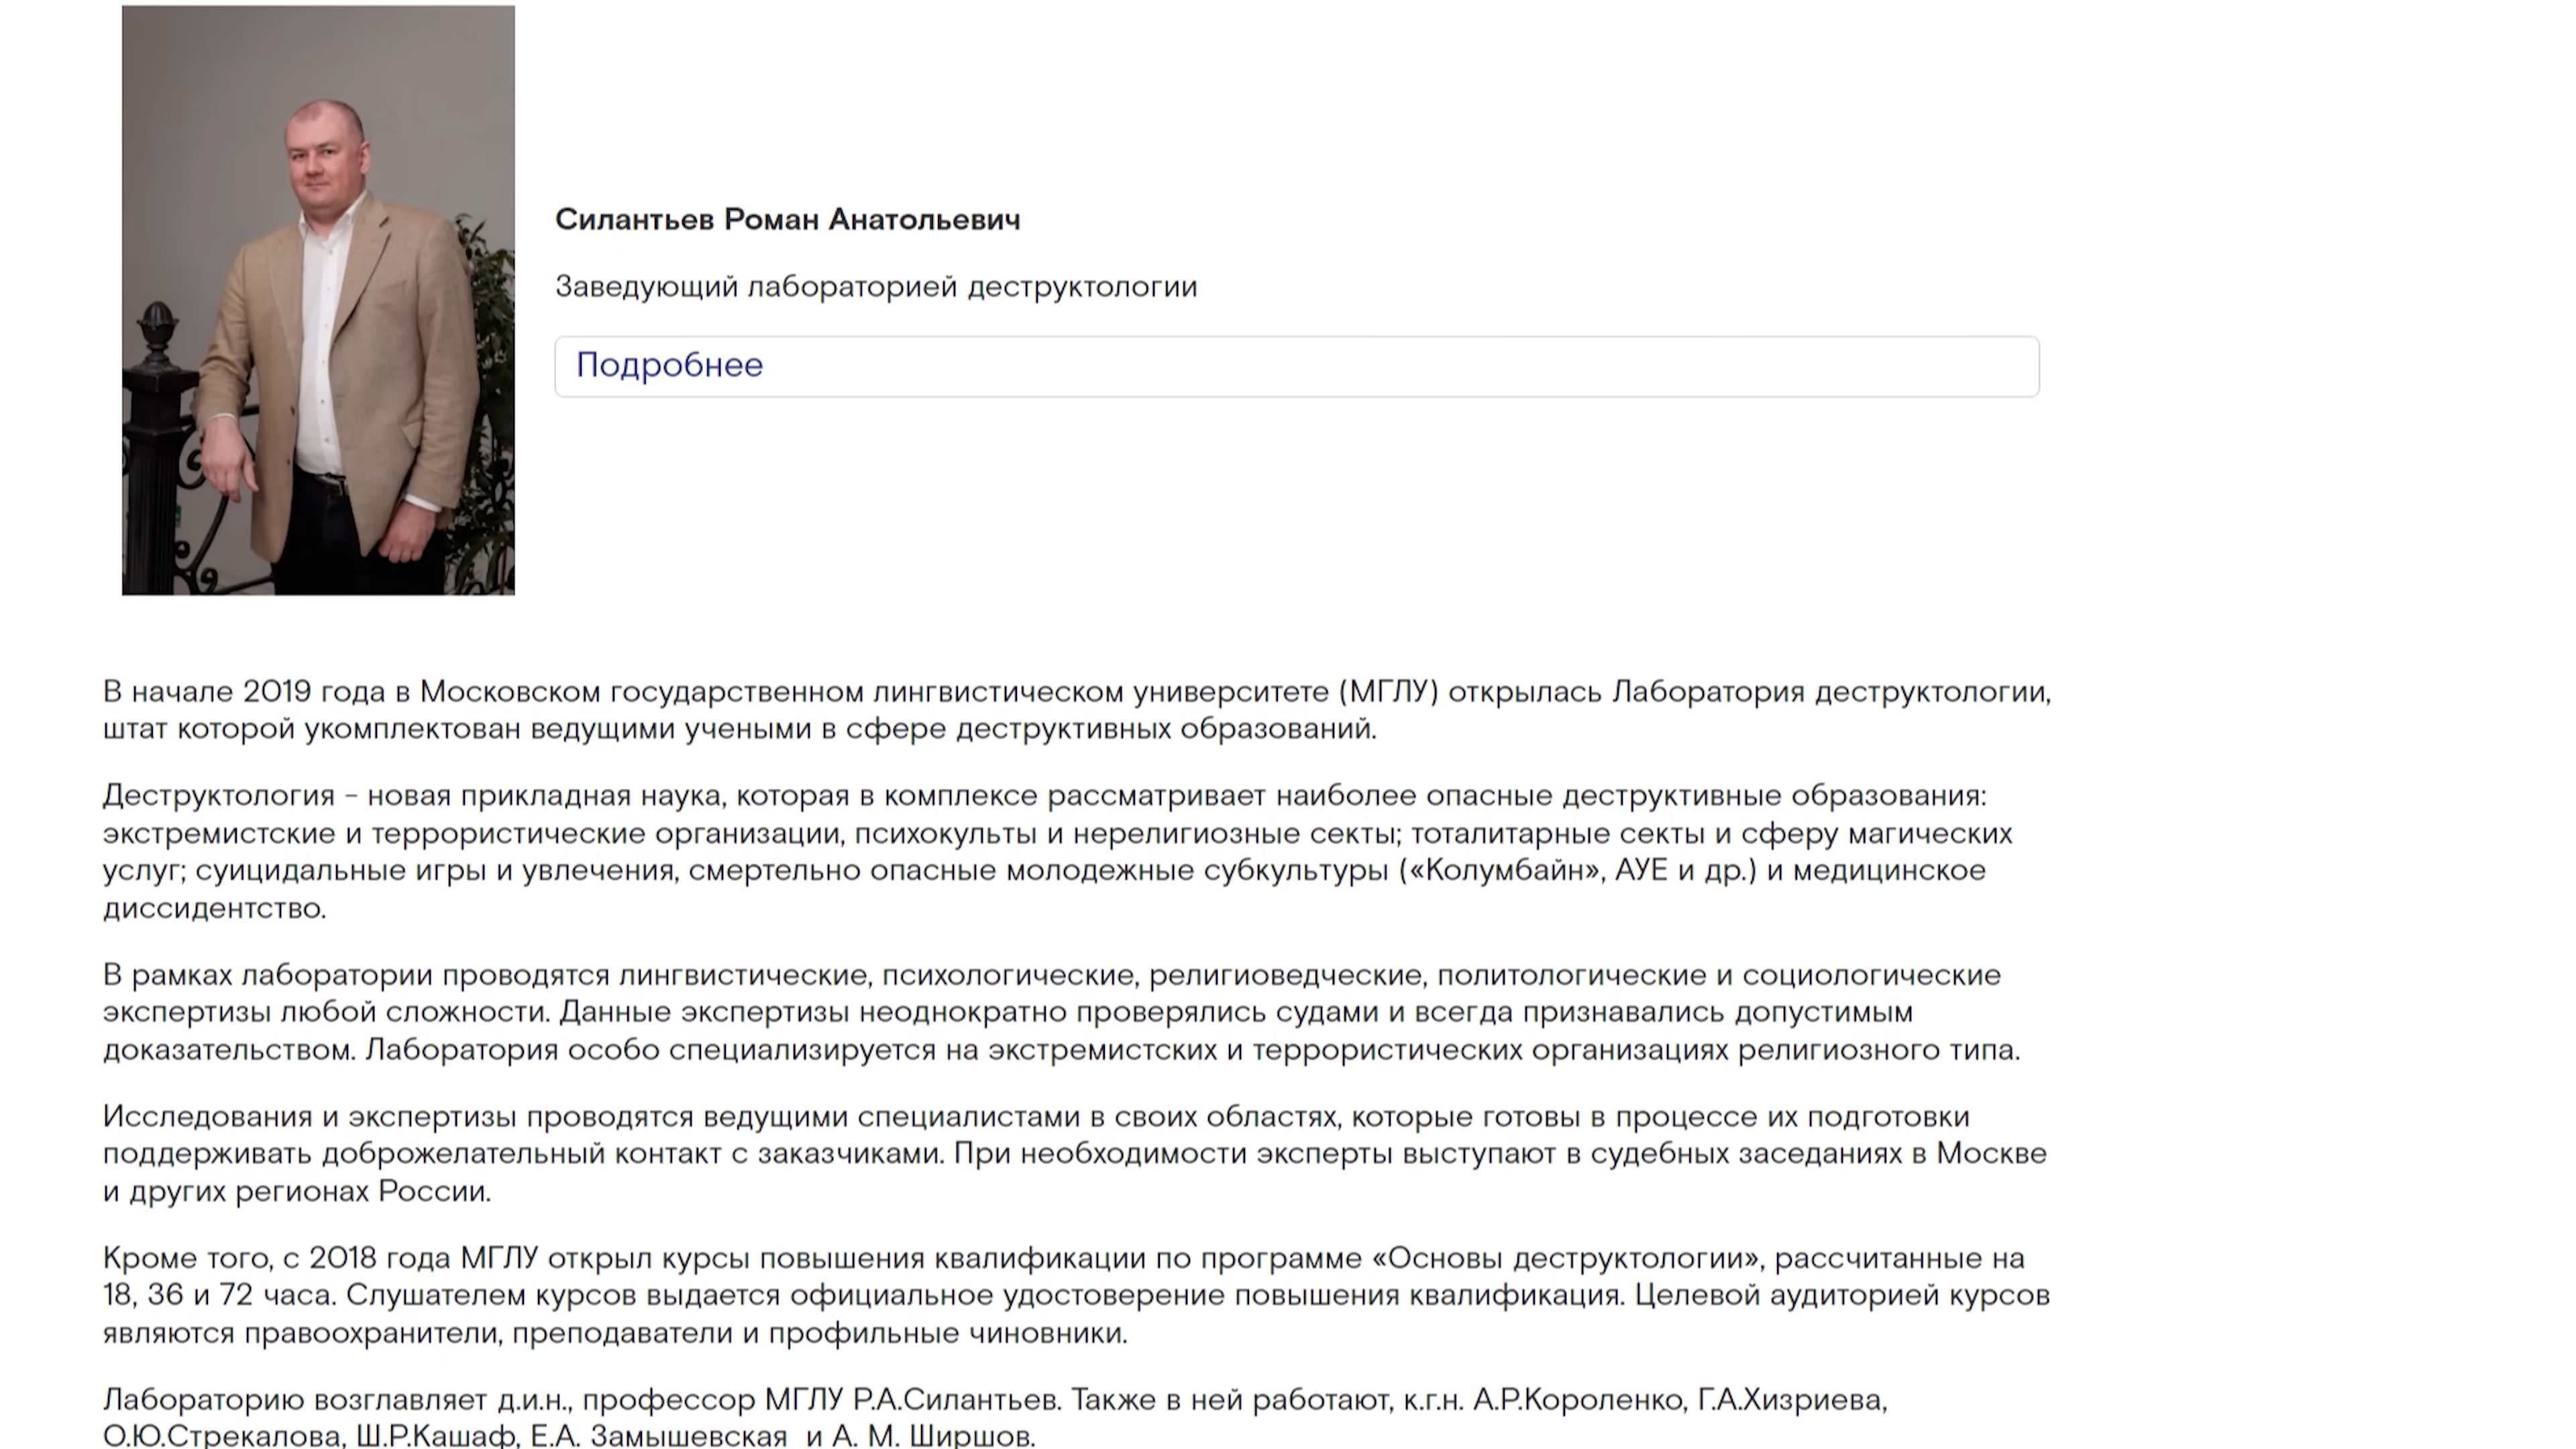 Силантьев Роман Анатольевич
Заведующий лабораторией деструктологии
Подробнее
В начале 2019 года в Московском государственном лингвистическом университете (МГЛУ) открылась Лаборатория деструктологии,
штат которой укомплектован ведущими учеными в сфере деструктивных образований.
Деструктология – новая прикладная наука, которая в комплексе рассматривает наиболее опасные деструктивные образования:
экстремистские и террористические организации, психокульты и нерелигиозные секты; тоталитарные секты и сферу магических
услуг; суицидальные игры и увлечения, смертельно опасные молодежные субкультуры («Колумбайн», АУЕ и др.) и медицинское
диссидентство.
В рамках лаборатории проводятся лингвистические, психологические, религиоведческие, политологические и социологические
экспертизы любой сложности. Данные экспертизы неоднократно проверялись судами и всегда признавались допустимым
доказательством. Лаборатория особо специализируется на экстремистских и террористических организациях религиозного типа.
Исследования и экспертизы проводятся ведущими специалистами в своих областях, которые готовы в процессе их подготовки
поддерживать доброжелательный контакт с заказчиками. При необходимости эксперты выступают в судебных заседаниях в Москве
и других регионах России.
Кроме того, с 2018 года МГЛУ открыл курсы повышения квалификации по программе «Основы деструктологии», рассчитанные на
18, 36 и 72 часа. Слушателем курсов выдается официальное удостоверение повышения квалификация. Целевой аудиторией курсов
являются правоохранители, преподаватели и профильные чиновники.
Лабораторию возглавляет д.и.н., профессор МГЛУ Р.А.Силантьев. Также в ней работают, к.г.н. А.Р.Короленко, Г.А.Хизриева,
О.Ю.Стрекалова, Ш.Р.Кашаф, Е.А. Замышевская и А. М. Ширшов.